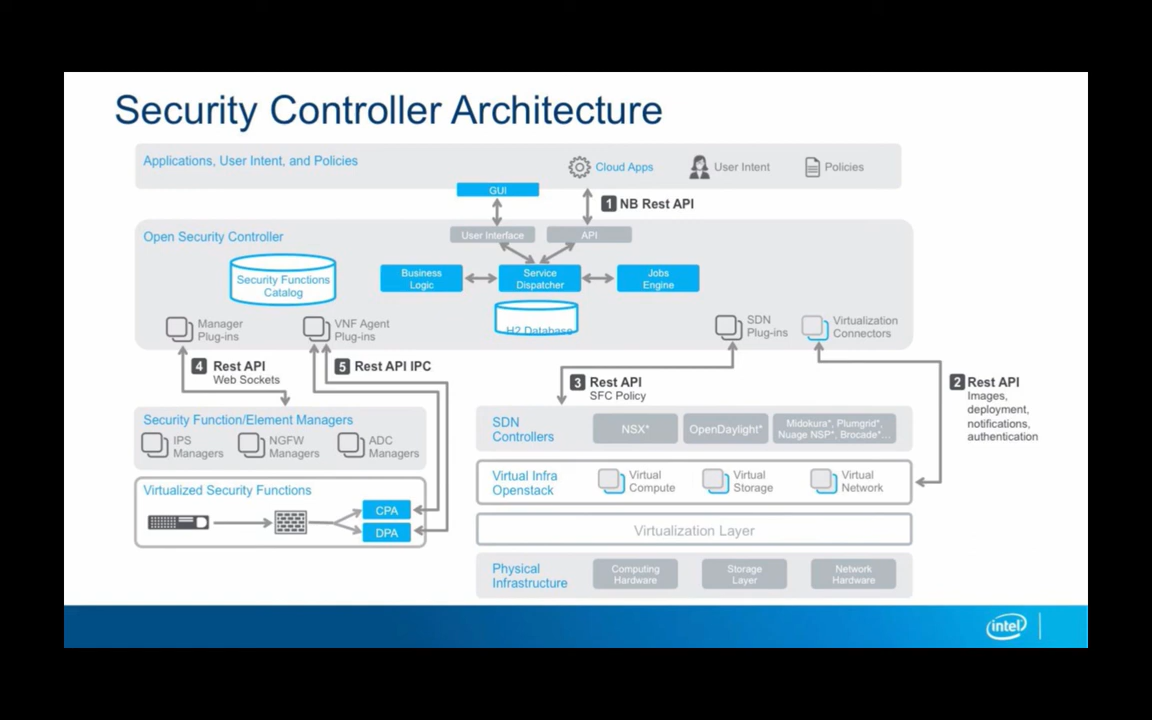 Security Controller Architecture
Applications, User Intent, and Policies
Cloud Apps
User Intent
Policies
GUI
1 NB Rest API
Open Security Controller
User Interface
API
Security Functions
Catalog
Business
Logic
Service
Dispatcher
Jobs
Engine
H2 Database
Manager
Plug-ins
VNF Agent
Plug-ins
SDN
Plug-ins
Virtualization
Connectors
4 Rest API
Web Sockets
5 Rest API IPC
3 Rest API
SFC Policy
2 Rest API
Images,
deployment,
notifications,
authentication
Security Function/Element Managers
IPS
Managers
NGFW
Managers
ADC
Managers
Virtualized Security Functions
CPA
DPA
SDN
Controllers
NSX*
OpenDaylight*
Midokura*, Plumgrid*,
Nuage NSP*, Brocade*...
Virtual Infra
Openstack
Virtual
Compute
Virtual
Storage
Virtual
Network
Virtualization Layer
Physical
Infrastructure
Computing
Hardware
Storage
Layer
Network
Hardware
intel